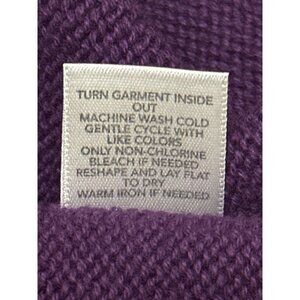 TURN GARMENT INSIDE
OUT
MACHINE WASH COLD
GENTLE CYCLE WITH
LIKE COLORS
ONLY NON-CHLORINE
BLEACH IF NEEDED
RESHAPE AND LAY FLAT
TO DRY
WARM IRON IF NEEDED